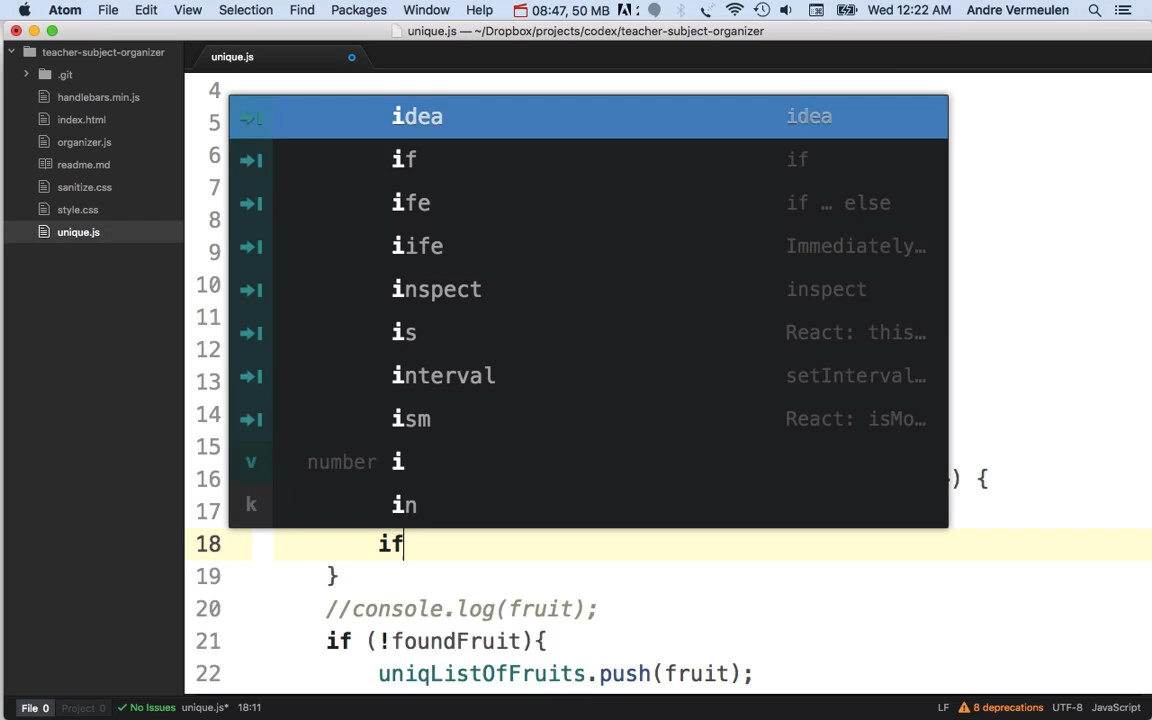 Atom File Edit View Selection Find Packages Window Help 08:47, 50 MB Wed 12:22 AM Andre Vermeulen
unique.js — ~/Dropbox/projects/codex/teacher-subject-organizer
teacher-subject-organizer
.git
handlebars.min.js
index.html
organizer.js
readme.md
sanitize.css
style.css
unique.js
unique.js
4
5 idea idea
6 if if
7 ife if … else
8 iife Immediately…
9 inspect inspect
10 is React: this…
11 interval setInterval…
12 ism React: isMo…
13 v number i
14 k in
15
16 ) {
17
18 if
19 }
20 //console.log(fruit);
21 if (!foundFruit){
22 uniqListOfFruits.push(fruit);
File 0 Project 0 No Issues unique.js* 18:11 LF 8 deprecations UTF-8 JavaScript